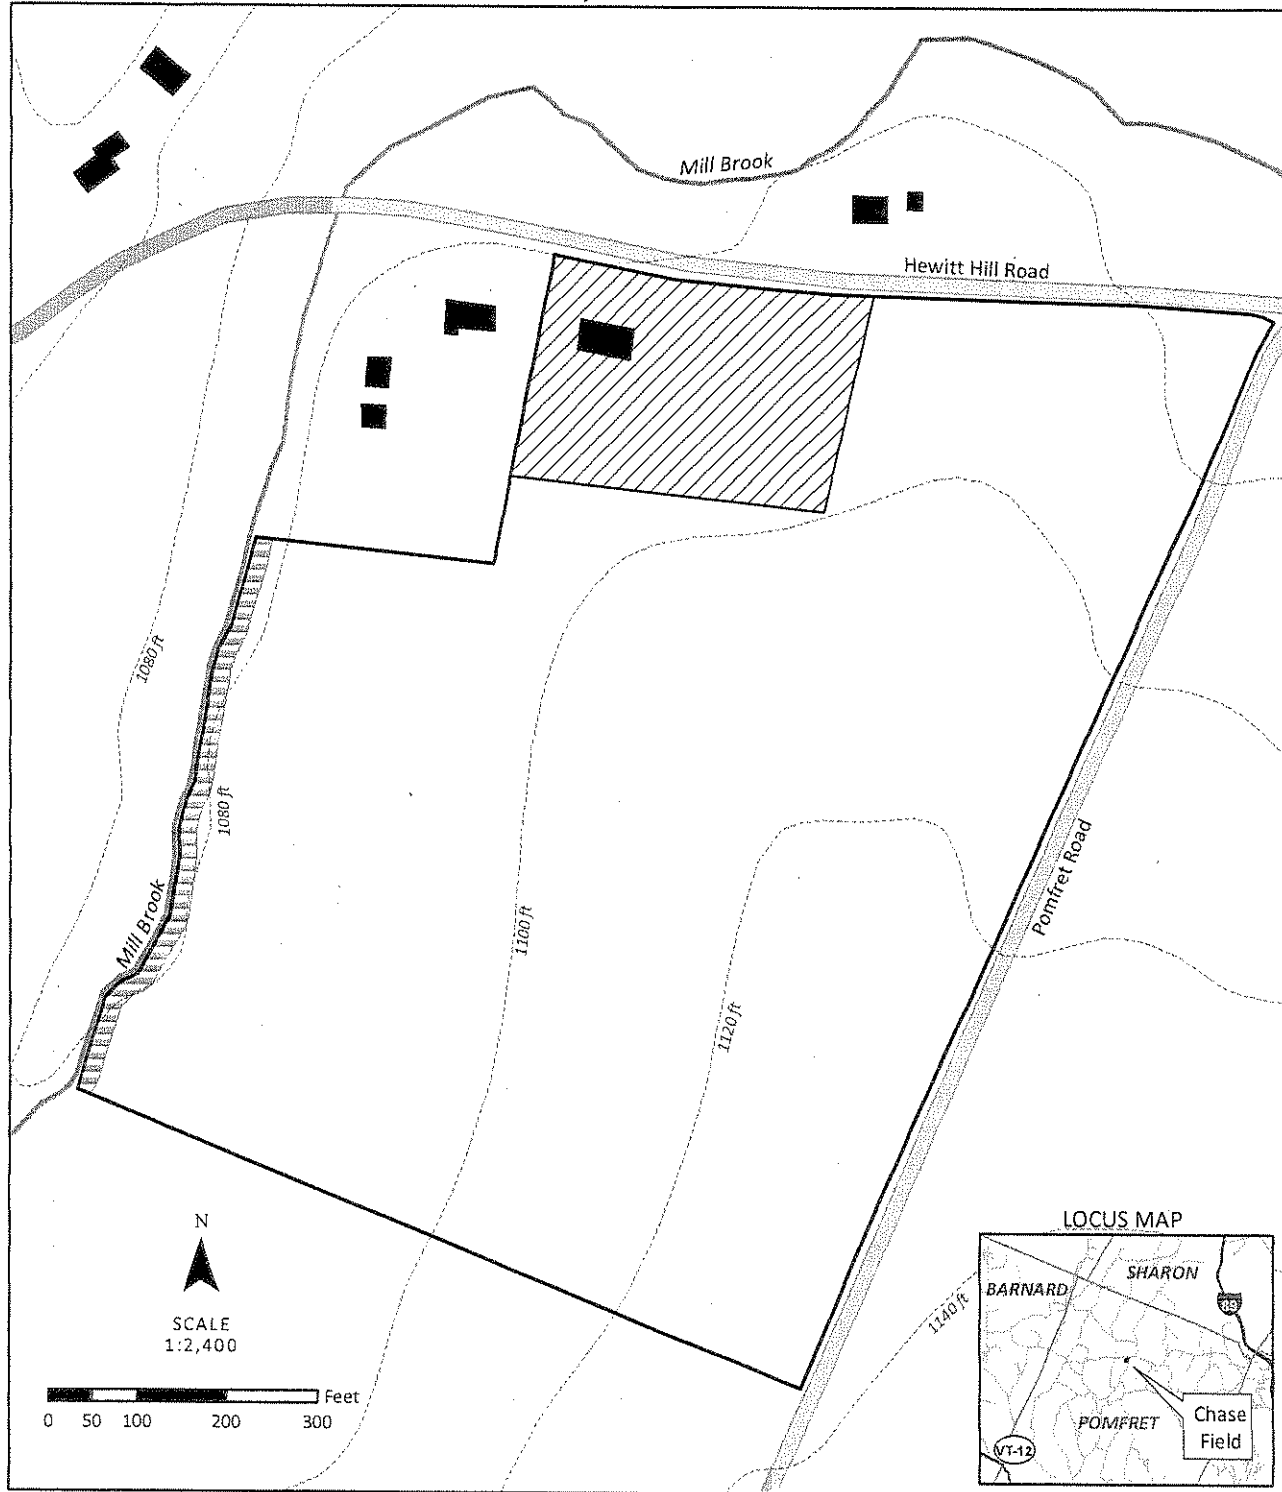 Mill Brook
Hewitt Hill Road
1080 ft
1080 ft
Mill Brook
1100 ft
1120 ft
Pomfret Road
1140 ft
N
SCALE
1:2,400
Feet
0 50 100 200 300
LOCUS MAP
BARNARD
SHARON
89
POMFRET
VT-12
Chase
Field